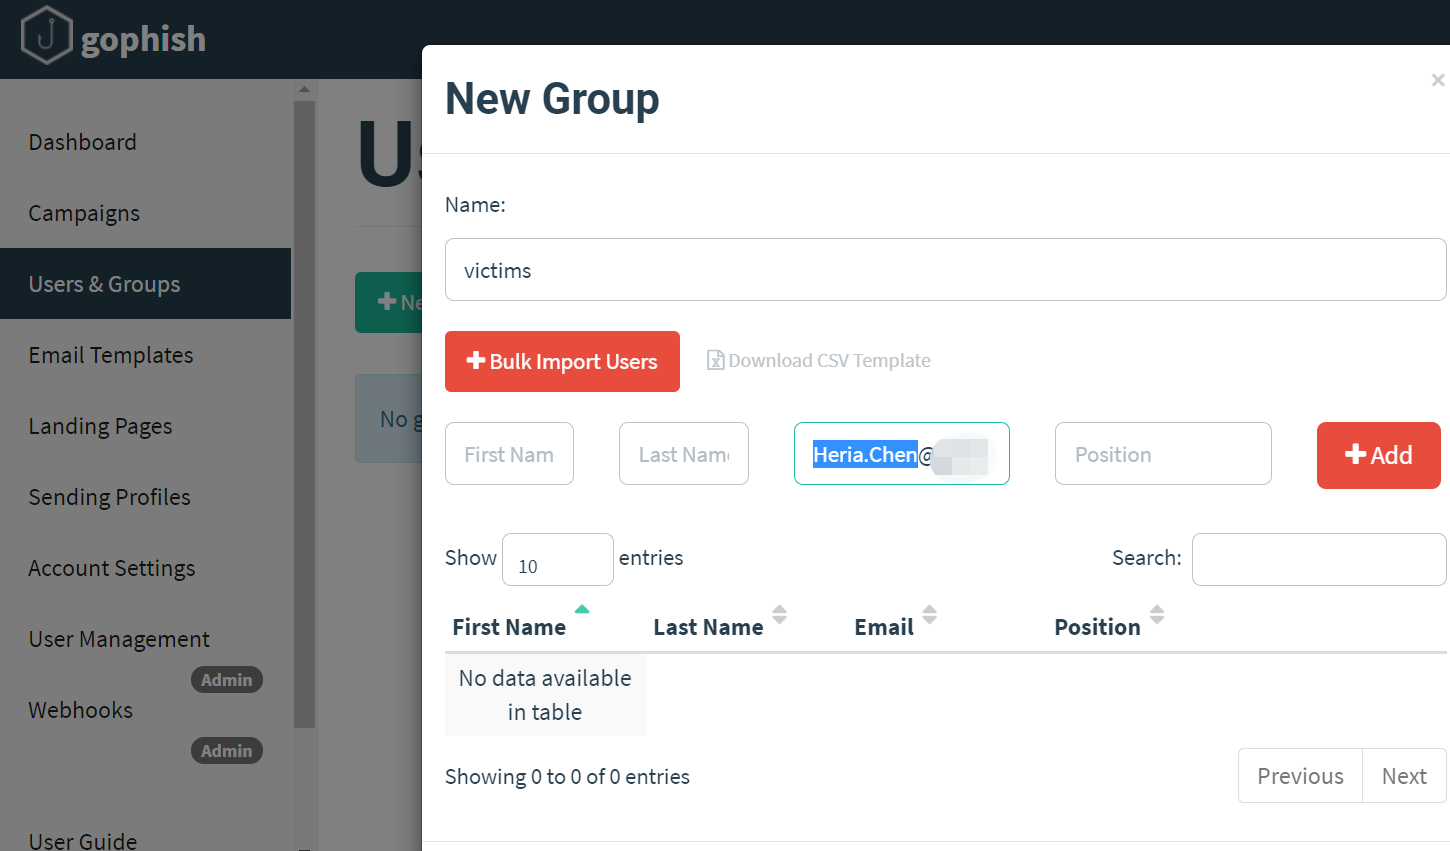 gophish
New Group
Dashboard
Campaigns
Users & Groups
Email Templates
Landing Pages
Sending Profiles
Account Settings
User Management
Admin
Webhooks
Admin
User Guide
Name:
victims
Bulk Import Users
Download CSV Template
First Nam
Last Nam
Heria.Chen@
Position
Add
Show 10 entries
Search:
First Name
Last Name
Email
Position
No data available
in table
Showing 0 to 0 of 0 entries
Previous
Next